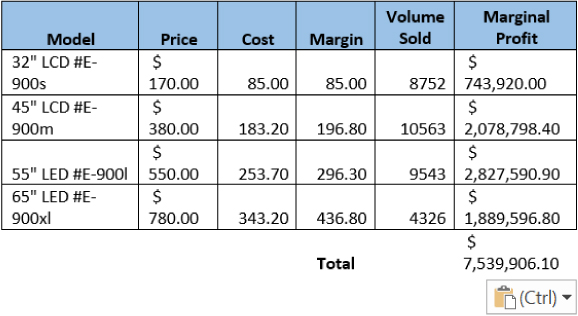 Model Price Cost Margin Volume Sold Marginal Profit
32" LCD #E-900s $ 170.00 85.00 85.00 8752 $ 743,920.00
45" LCD #E-900m $ 380.00 183.20 196.80 10563 $ 2,078,798.40
55" LED #E-900l $ 550.00 253.70 296.30 9543 $ 2,827,590.90
65" LED #E-900xl $ 780.00 343.20 436.80 4326 $ 1,889,596.80
Total $ 7,539,906.10
(Ctrl)